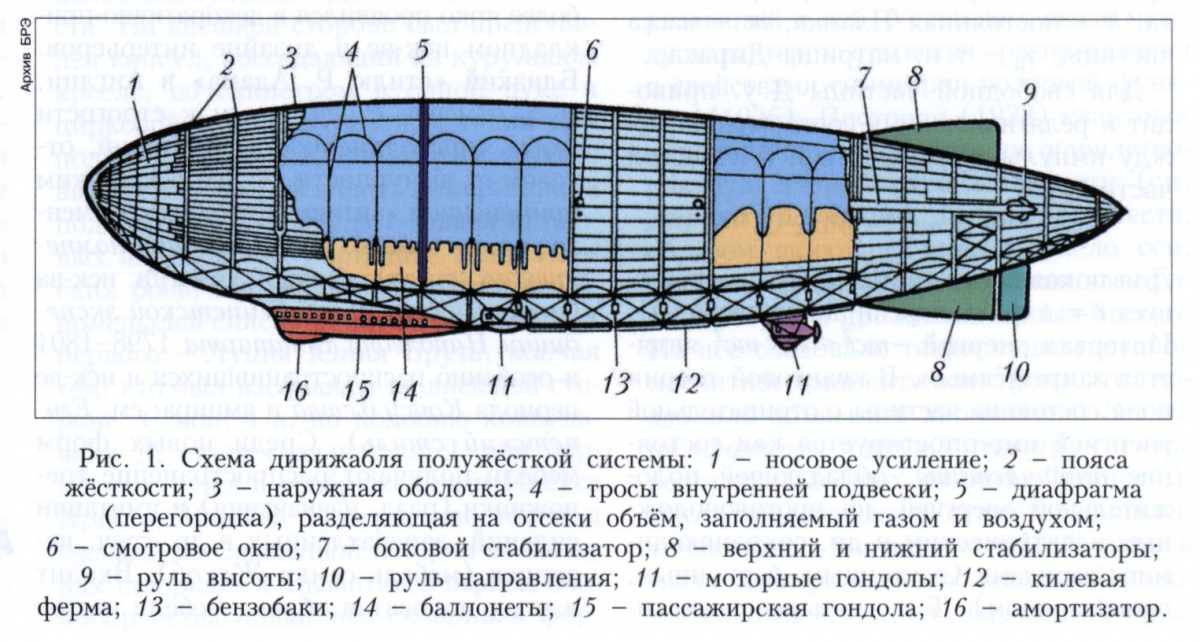 Архив БРЭ
1 2 3 4 5 6 7 8 9
16 15 14 11 13 12 11 8 10
Рис. 1. Схема дирижабля полужёсткой системы: 1 – носовое усиление; 2 – пояса
жёсткости; 3 – наружная оболочка; 4 – тросы внутренней подвески; 5 – диафрагма
(перегородка), разделяющая на отсеки объём, заполняемый газом и воздухом;
6 – смотровое окно; 7 – боковой стабилизатор; 8 – верхний и нижний стабилизаторы;
9 – руль высоты; 10 – руль направления; 11 – моторные гондолы; 12 – килевая
ферма; 13 – бензобаки; 14 – баллонеты; 15 – пассажирская гондола; 16 – амортизатор.